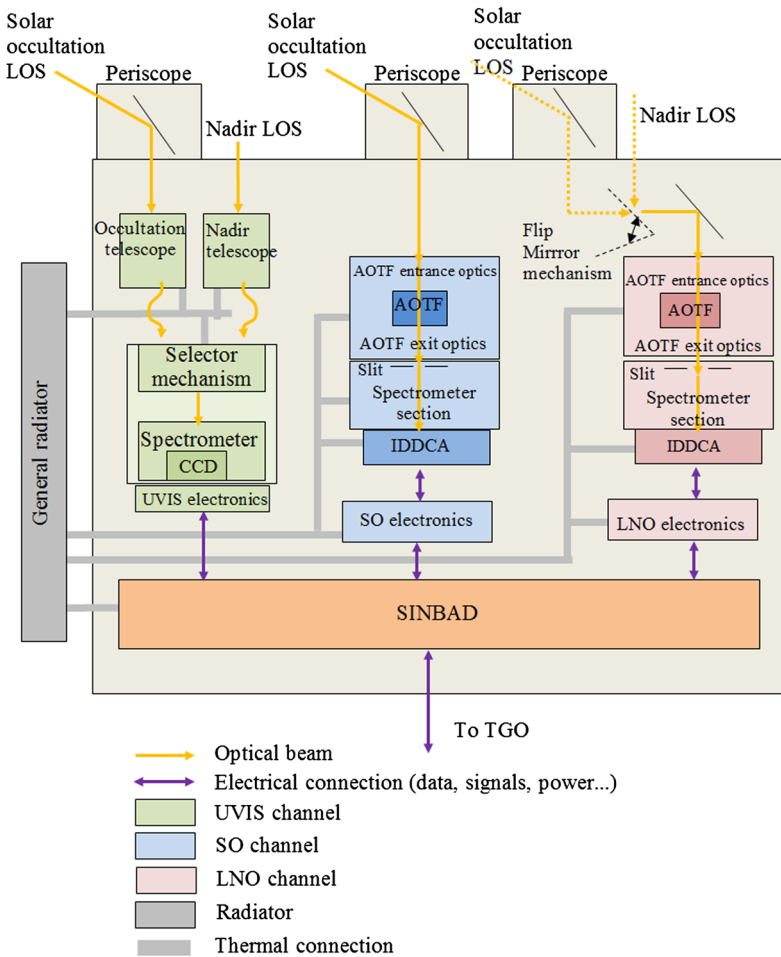 Solar
occultation
LOS
Periscope
Solar
occultation
LOS
Periscope
Solar
occultation
LOS
Periscope
Nadir LOS
Nadir LOS
Occultation
telescope
Nadir
telescope
Flip
Mirrror
mechanism
General radiator
Selector
mechanism
Spectrometer
CCD
UVIS electronics
AOTF entrance optics
AOTF
AOTF exit optics
Slit
Spectrometer
section
IDDCA
SO electronics
AOTF entrance optics
AOTF
AOTF exit optics
Slit
Spectrometer
section
IDDCA
LNO electronics
SINBAD
To TGO
Optical beam
Electrical connection (data, signals, power...)
UVIS channel
SO channel
LNO channel
Radiator
Thermal connection